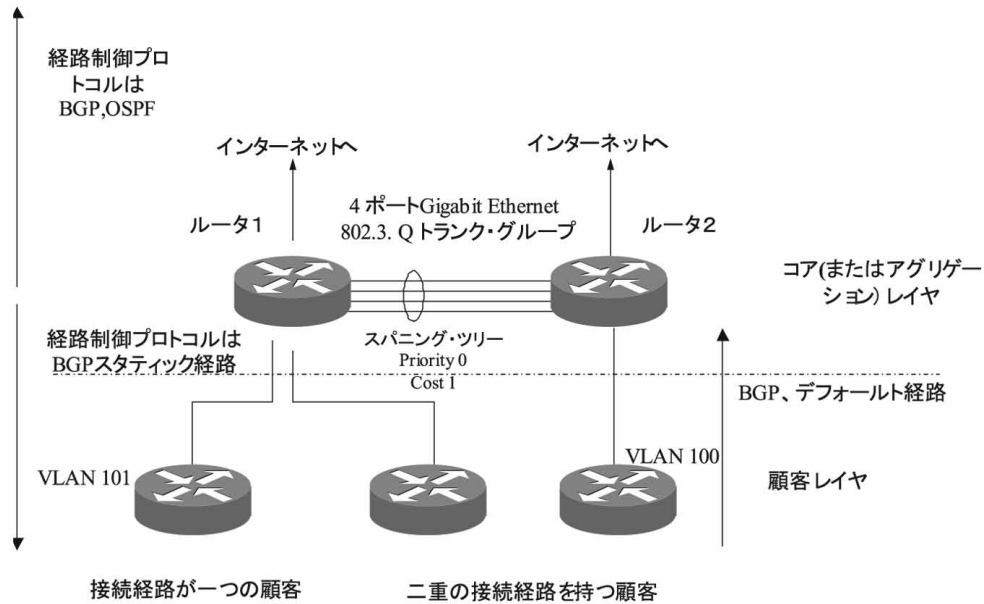 経路制御プロ
トコルは
BGP,OSPF
インターネットへ
インターネットへ
4 ポートGigabit Ethernet
802.3. Q トランク・グループ
ルータ1
ルータ2
コア(またはアグリゲー
ション) レイヤ
経路制御プロトコルは
BGPスタティック経路
スパニング・ツリー
Priority 0
Cost 1
BGP、デフォールト経路
VLAN 101
VLAN 100
顧客レイヤ
接続経路が一つの顧客
二重の接続経路を持つ顧客